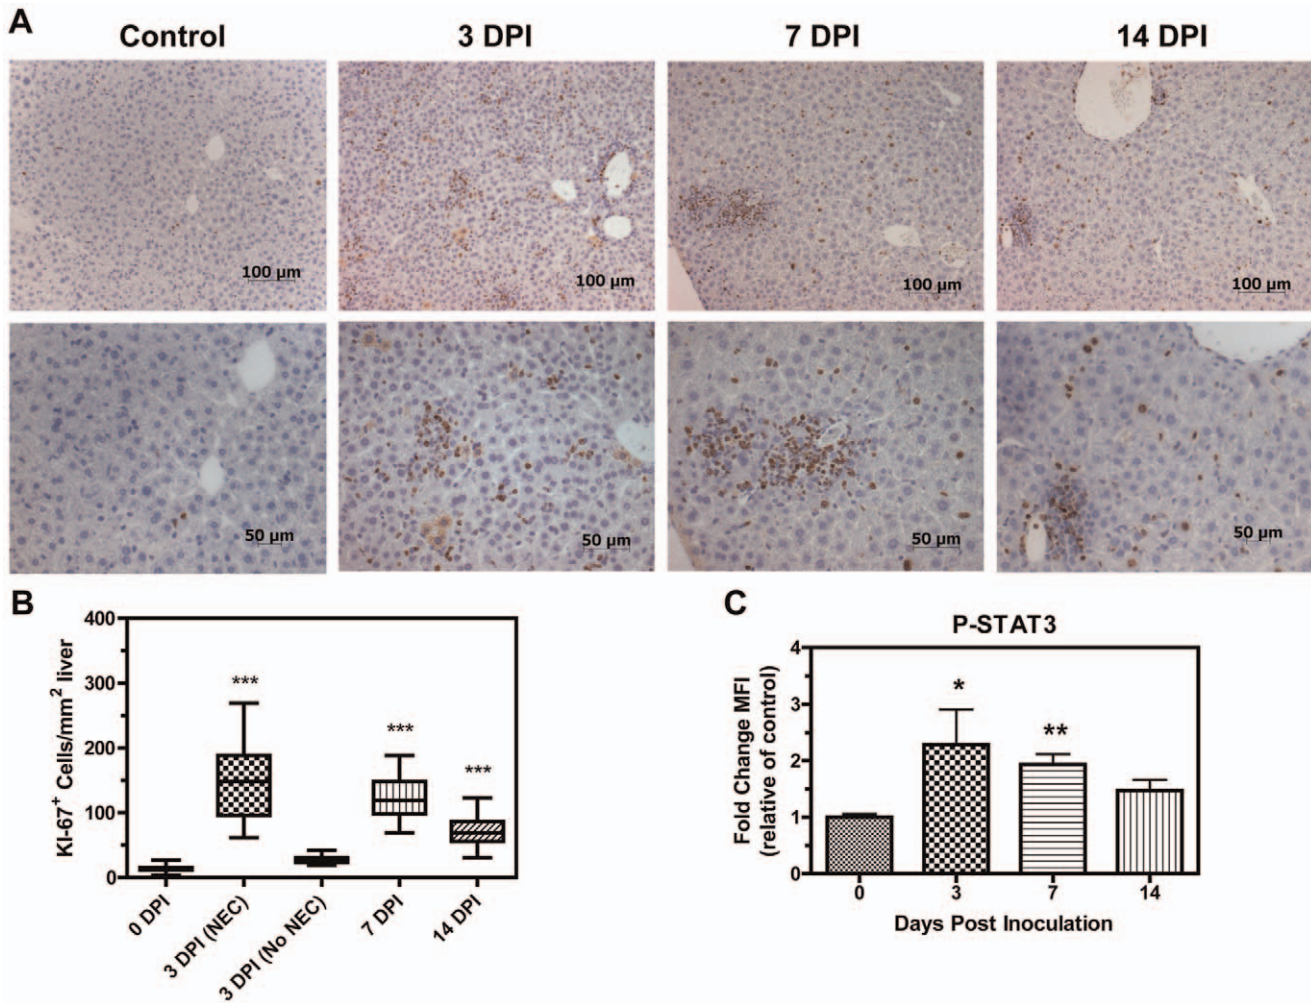 A
Control
3 DPI
7 DPI
14 DPI
100 µm
100 µm
100 µm
100 µm
50 µm
50 µm
50 µm
50 µm
B
KI-67⁺ Cells/mm² liver
400
300
200
100
0
***
***
***
0 DPI
3 DPI (NEC)
3 DPI (No NEC)
7 DPI
14 DPI
C
P-STAT3
Fold Change MFI
(relative of control)
4
3
2
1
0
*
**
0
3
7
14
Days Post Inoculation